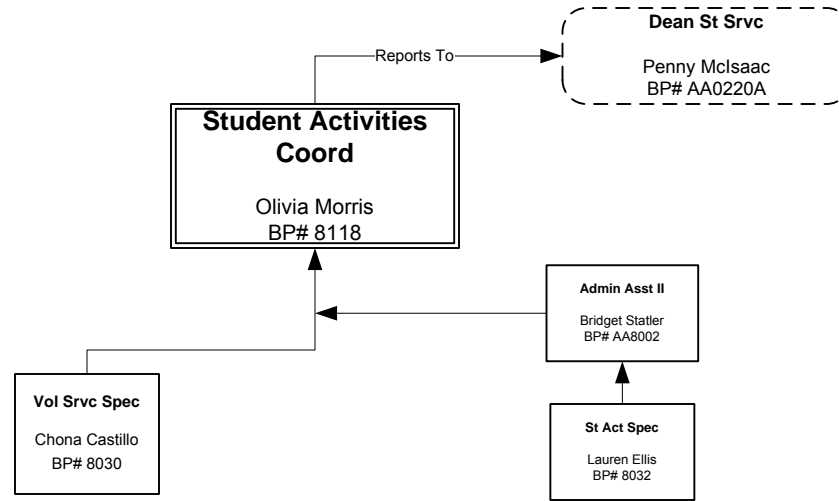 Dean St Srvc
Penny McIsaac
BP# AA0220A
Reports To
Student Activities
Coord
Olivia Morris
BP# 8118
Admin Asst II
Bridget Statler
BP# AA8002
Vol Srvc Spec
Chona Castillo
BP# 8030
St Act Spec
Lauren Ellis
BP# 8032